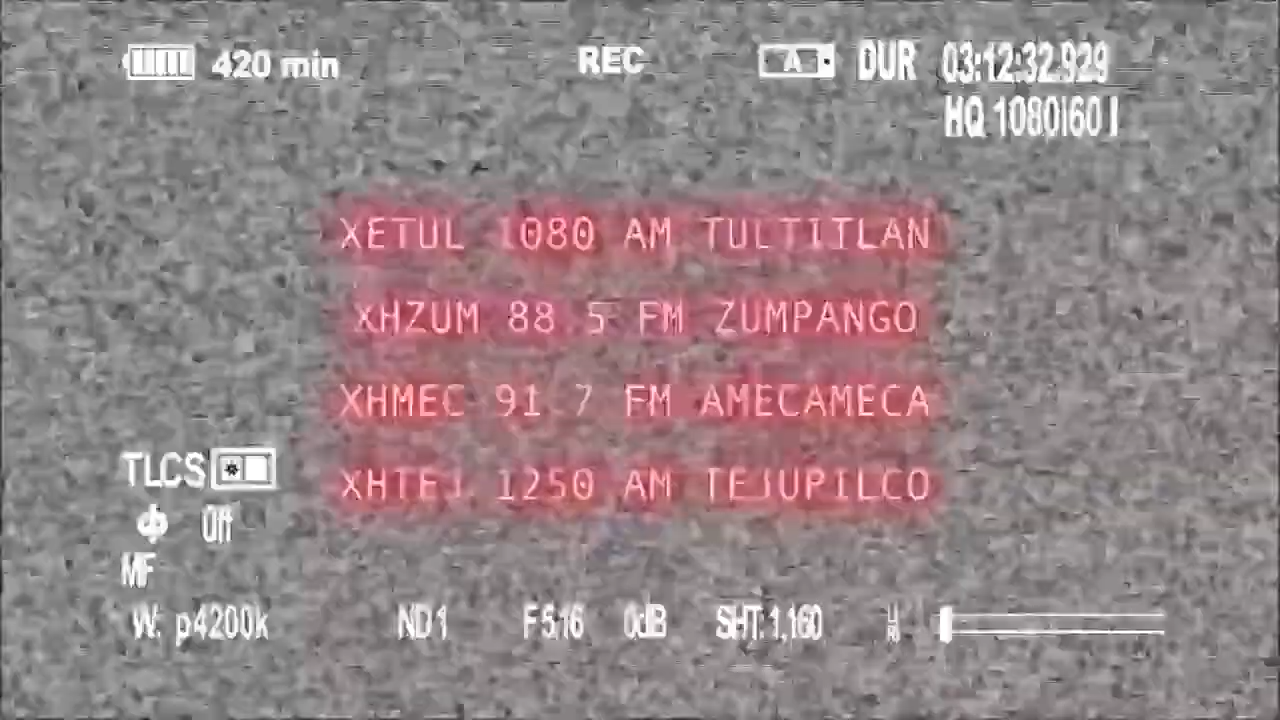 420 min REC A DUR 03:12:32.929
HQ 1080i60 I
XETUL 1080 AM TULTITLAN
XHZUM 88.5 FM ZUMPANGO
XHMEC 91.7 FM AMECAMECA
XHTEJ 1250 AM TEJUPILCO
TLCS
Off
MF
W: p4200k ND1 F5,16 0dB SHT:1,160